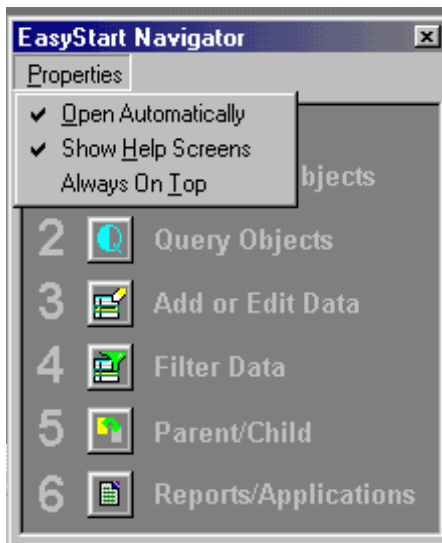 EasyStart Navigator
Properties
Open Automatically
Show Help Screens
Always On Top
bjects
2 Q Query Objects
3 Add or Edit Data
4 Filter Data
5 Parent/Child
6 Reports/Applications